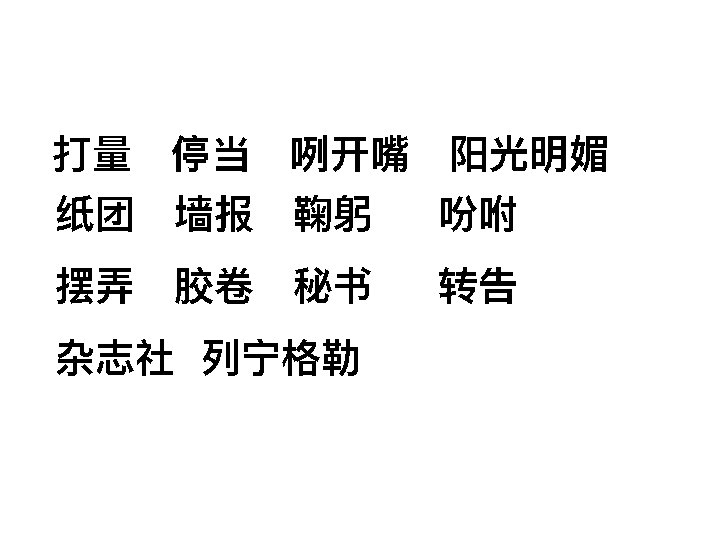 打量 停当 咧开嘴 阳光明媚
纸团 墙报 鞠躬 吩咐
摆弄 胶卷 秘书 转告
杂志社 列宁格勒